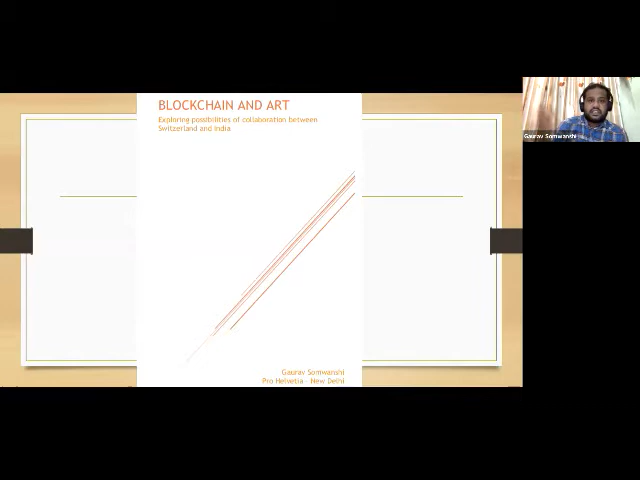 BLOCKCHAIN AND ART
Exploring possibilities of collaboration between
Switzerland and India
Gaurav Somwanshi
Pro Helvetia - New Delhi
Gaurav Somwanshi